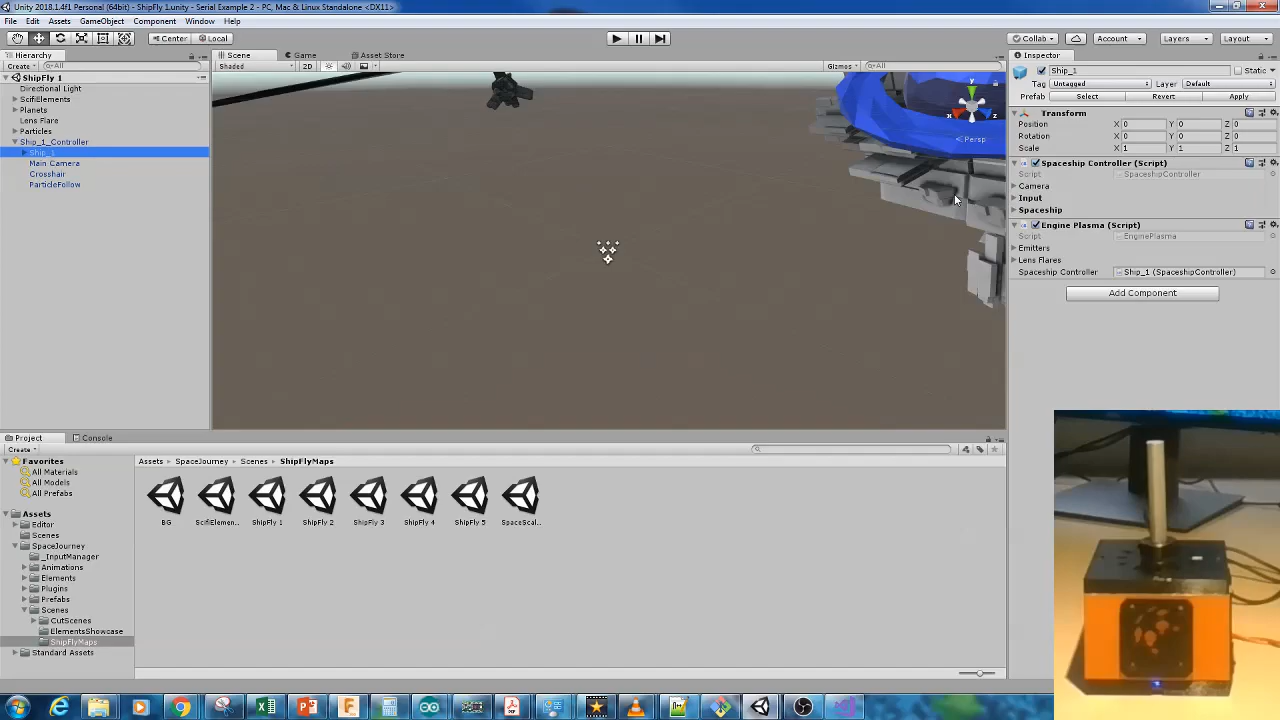 Unity 2018.1.4f1 Personal (64bit) - ShipFly 1.unity - Serial Example 2 - PC, Mac & Linux Standalone <DX11>
File Edit Assets GameObject Component Window Help
Center Local Collab Account Layers Layout
Hierarchy Scene Game Asset Store Inspector
Create All Shaded 2D Gizmos All Ship_1 Static
ShipFly 1 Tag Untagged Layer Default
Directional Light Prefab Select Revert Apply
SciFiElements
Planets Transform
Lens Flare Position X 0 Y 0 Z 0
Particles Rotation X 0 Y 0 Z 0
Ship_1_Controller Scale X 1 Y 1 Z 1
Ship_1
Main Camera Spaceship Controller (Script)
Crosshair Script SpaceshipController
ParticleFollow Camera
Input
Spaceship
Engine Plasma (Script)
Script EnginePlasma
Emitters
Lens Flares
Spaceship Controller Ship_1 (SpaceshipController)
Add Component
y
x z
Persp
Project Console
Create
Favorites Assets SpaceJourney Scenes ShipFlyMaps
All Materials
All Models
All Prefabs
Assets BG ScifiElemen... ShipFly 1 ShipFly 2 ShipFly 3 ShipFly 4 ShipFly 5 SpaceScal...
Editor
Scenes
SpaceJourney
_InputManager
Animations
Elements
Plugins
Prefabs
Scenes
CutScenes
ElementsShowcase
ShipFlyMaps
Standard Assets